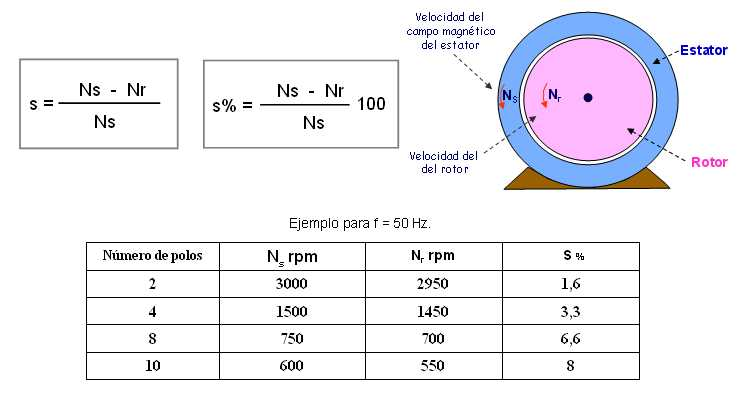 Velocidad del
campo magnético
del estator
Estator
s = Ns - Nr / Ns
s% = Ns - Nr / Ns 100
Ns
Nr
Velocidad del
del rotor
Rotor
Ejemplo para f = 50 Hz.
Número de polos Ns rpm Nr rpm S %
2 3000 2950 1,6
4 1500 1450 3,3
8 750 700 6,6
10 600 550 8